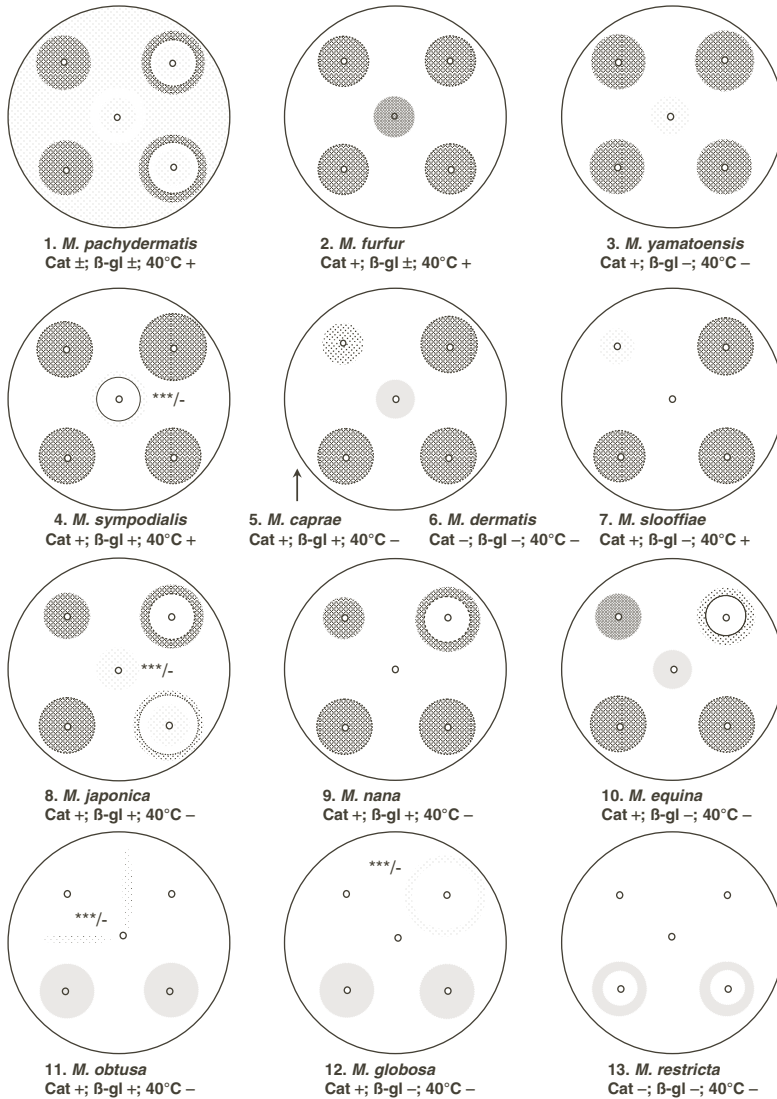 1. M. pachydermatis
Cat ±; ß-gl ±; 40°C +
2. M. furfur
Cat +; ß-gl ±; 40°C +
3. M. yamatoensis
Cat +; ß-gl –; 40°C –
***/-
4. M. sympodialis
Cat +; ß-gl +; 40°C +
5. M. caprae
Cat +; ß-gl +; 40°C –
6. M. dermatis
Cat –; ß-gl –; 40°C –
7. M. slooffiae
Cat +; ß-gl –; 40°C +
***/-
8. M. japonica
Cat +; ß-gl +; 40°C –
9. M. nana
Cat +; ß-gl +; 40°C –
10. M. equina
Cat +; ß-gl –; 40°C –
***/-
11. M. obtusa
Cat +; ß-gl +; 40°C –
***/-
12. M. globosa
Cat +; ß-gl –; 40°C –
13. M. restricta
Cat –; ß-gl –; 40°C –